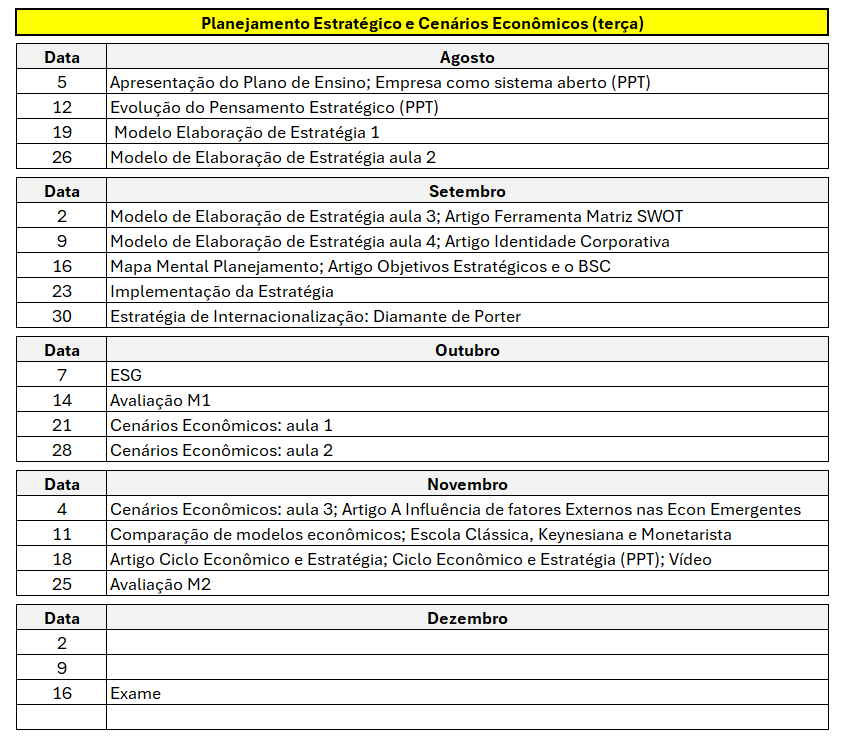 Planejamento Estratégico e Cenários Econômicos (terça)
Data Agosto
5 Apresentação do Plano de Ensino; Empresa como sistema aberto (PPT)
12 Evolução do Pensamento Estratégico (PPT)
19 Modelo Elaboração de Estratégia 1
26 Modelo de Elaboração de Estratégia aula 2
Data Setembro
2 Modelo de Elaboração de Estratégia aula 3; Artigo Ferramenta Matriz SWOT
9 Modelo de Elaboração de Estratégia aula 4; Artigo Identidade Corporativa
16 Mapa Mental Planejamento; Artigo Objetivos Estratégicos e o BSC
23 Implementação da Estratégia
30 Estratégia de Internacionalização: Diamante de Porter
Data Outubro
7 ESG
14 Avaliação M1
21 Cenários Econômicos: aula 1
28 Cenários Econômicos: aula 2
Data Novembro
4 Cenários Econômicos: aula 3; Artigo A Influência de fatores Externos nas Econ Emergentes
11 Comparação de modelos econômicos; Escola Clássica, Keynesiana e Monetarista
18 Artigo Ciclo Econômico e Estratégia; Ciclo Econômico e Estratégia (PPT); Vídeo
25 Avaliação M2
Data Dezembro
2
9
16 Exame